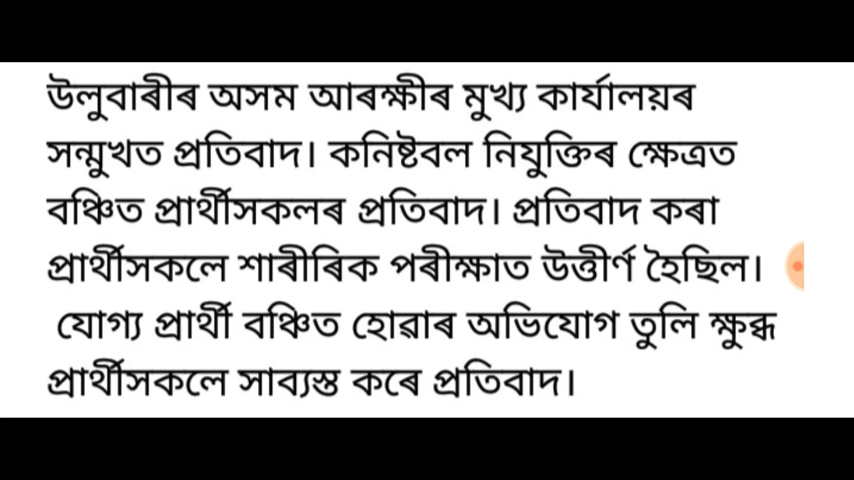 উলুবাৰীৰ অসম আৰক্ষীৰ মুখ্য কাৰ্যালয়ৰ
সন্মুখত প্ৰতিবাদ। কনিষ্টবল নিযুক্তিৰ ক্ষেত্ৰত
বঞ্চিত প্ৰাৰ্থীসকলৰ প্ৰতিবাদ। প্ৰতিবাদ কৰা
প্ৰাৰ্থীসকলে শাৰীৰিক পৰীক্ষাত উত্তীৰ্ণ হৈছিল।
যোগ্য প্ৰাৰ্থী বঞ্চিত হোৱাৰ অভিযোগ তুলি ক্ষুব্ধ
প্ৰাৰ্থীসকলে সাব্যস্ত কৰে প্ৰতিবাদ।